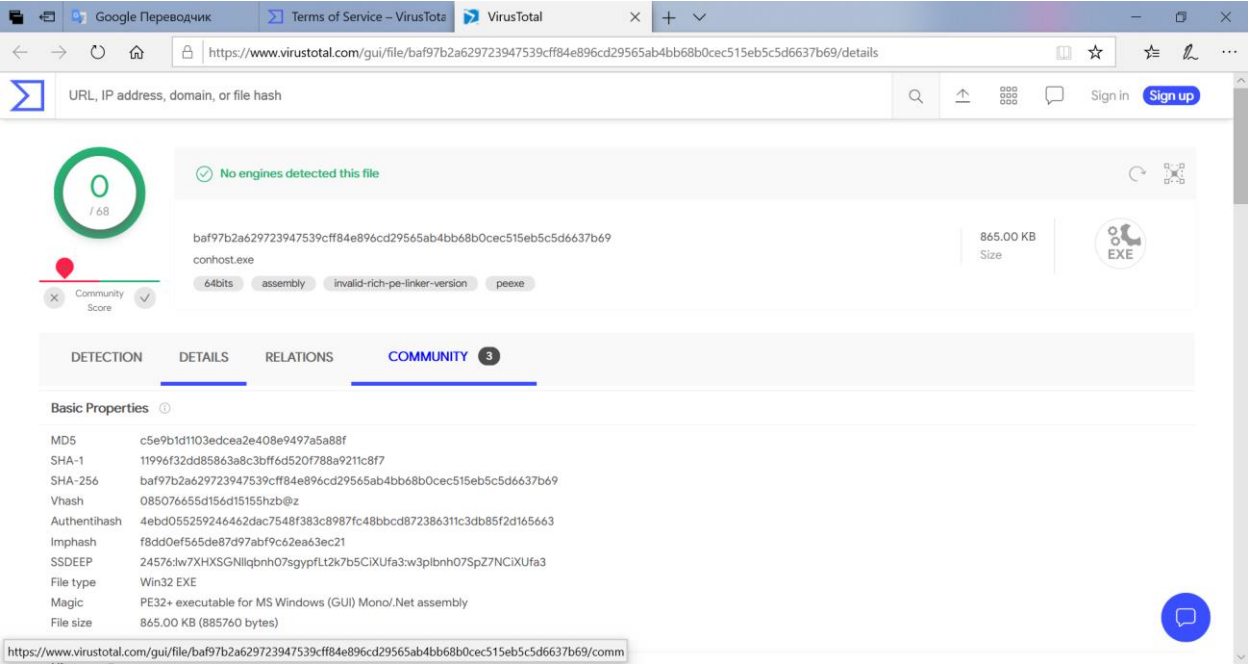 Google Переводчик
Terms of Service – VirusTota
VirusTotal
https://www.virustotal.com/gui/file/baf97b2a629723947539cff84e896cd29565ab4bb68b0cec515eb5c5d6637b69/details
URL, IP address, domain, or file hash
Sign in
Sign up
0
/ 68
No engines detected this file
baf97b2a629723947539cff84e896cd29565ab4bb68b0cec515eb5c5d6637b69
conhost.exe
64bits assembly invalid-rich-pe-linker-version peexe
865.00 KB
Size
EXE
Community
Score
DETECTION DETAILS RELATIONS COMMUNITY 3
Basic Properties
MD5 c5e9b1d1103edcea2e408e9497a5a88f
SHA-1 11996f32dd85863a8c3bff6d520f788a9211c8f7
SHA-256 baf97b2a629723947539cff84e896cd29565ab4bb68b0cec515eb5c5d6637b69
Vhash 085076655d156d15155hzb@z
Authentihash 4ebd055259246462dac7548f383c8987fc48bbcd872386311c3db85f2d165663
Imphash f8dd0ef565de87d97abf9c62ea63ec21
SSDEEP 24576:lw7XHXSGNllqbnh07sgypfLt2k7b5CiXUfa3:w3plbnh07SpZ7NCiXUfa3
File type Win32 EXE
Magic PE32+ executable for MS Windows (GUI) Mono/.Net assembly
File size 865.00 KB (885760 bytes)
https://www.virustotal.com/gui/file/baf97b2a629723947539cff84e896cd29565ab4bb68b0cec515eb5c5d6637b69/comm